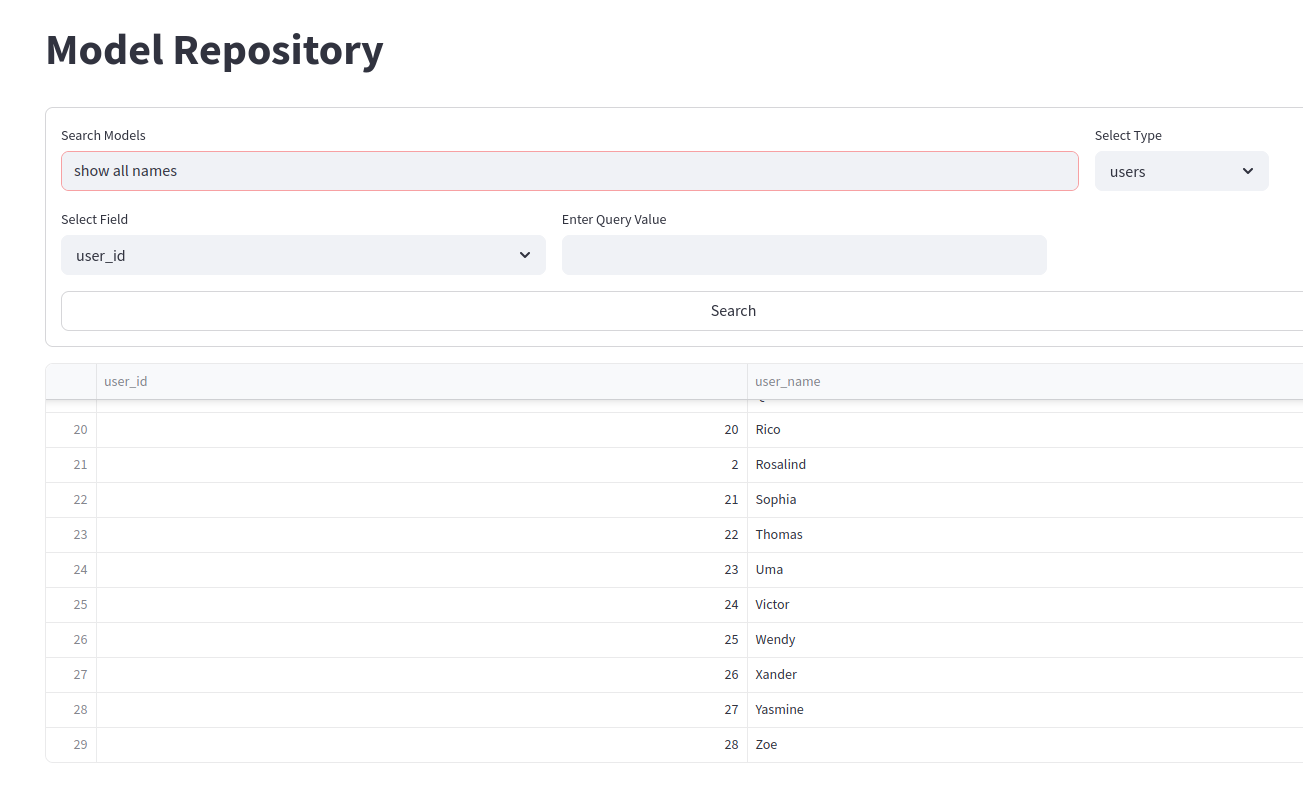 Model Repository
Search Models
Select Type
show all names
users
Select Field
Enter Query Value
user_id
Search
user_id user_name
20 20 Rico
21 2 Rosalind
22 21 Sophia
23 22 Thomas
24 23 Uma
25 24 Victor
26 25 Wendy
27 26 Xander
28 27 Yasmine
29 28 Zoe